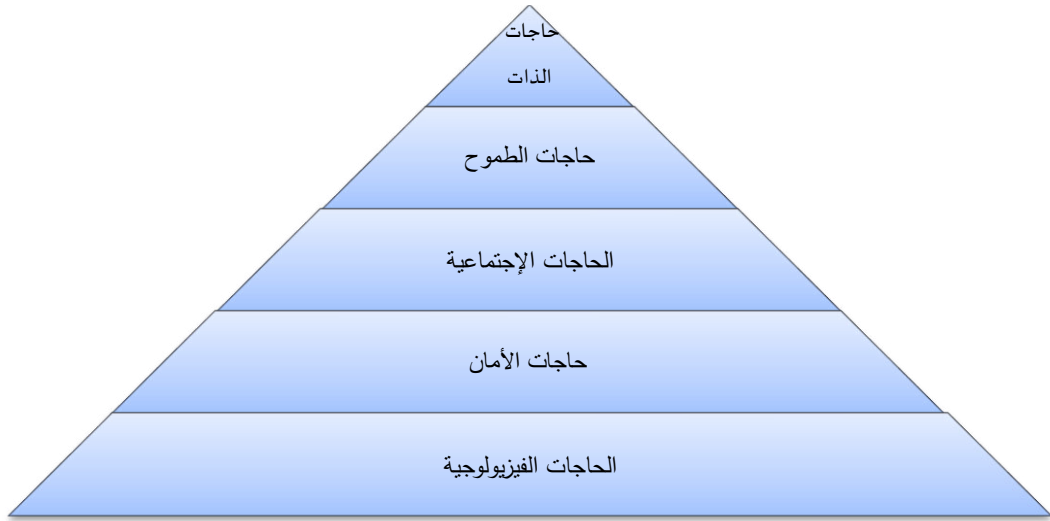 حاجات
الذات
حاجات الطموح
الحاجات الإجتماعية
حاجات الأمان
الحاجات الفيزيولوجية